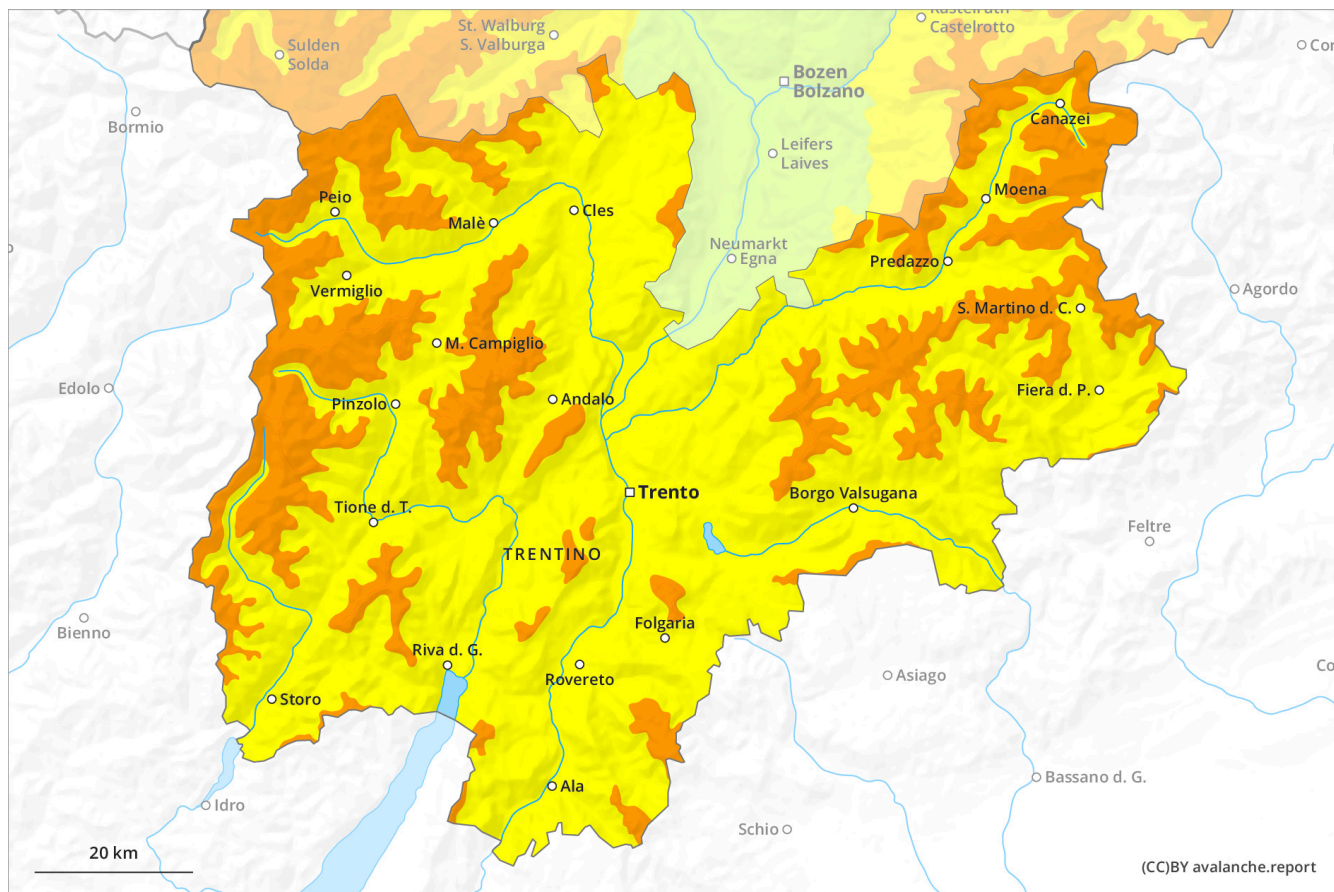 Kastelruth
Castelrotto
St. Walburg
S. Valburga
Sulden
Solda
Bozen
Bolzano
Bormio
Canazei
Leifers
Laives
Moena
Peio
Malè
Cles
Neumarkt
Egna
Predazzo
Vermiglio
Agordo
S. Martino d. C.
M. Campiglio
Edolo
Fiera d. P.
Pinzolo
Andalo
Trento
Borgo Valsugana
Tione d. T.
Feltre
TRENTINO
Bienno
Folgaria
Riva d. G.
Asiago
Rovereto
Storo
Bassano d. G.
Ala
Idro
Schio
20 km
(CC)BY avalanche.report